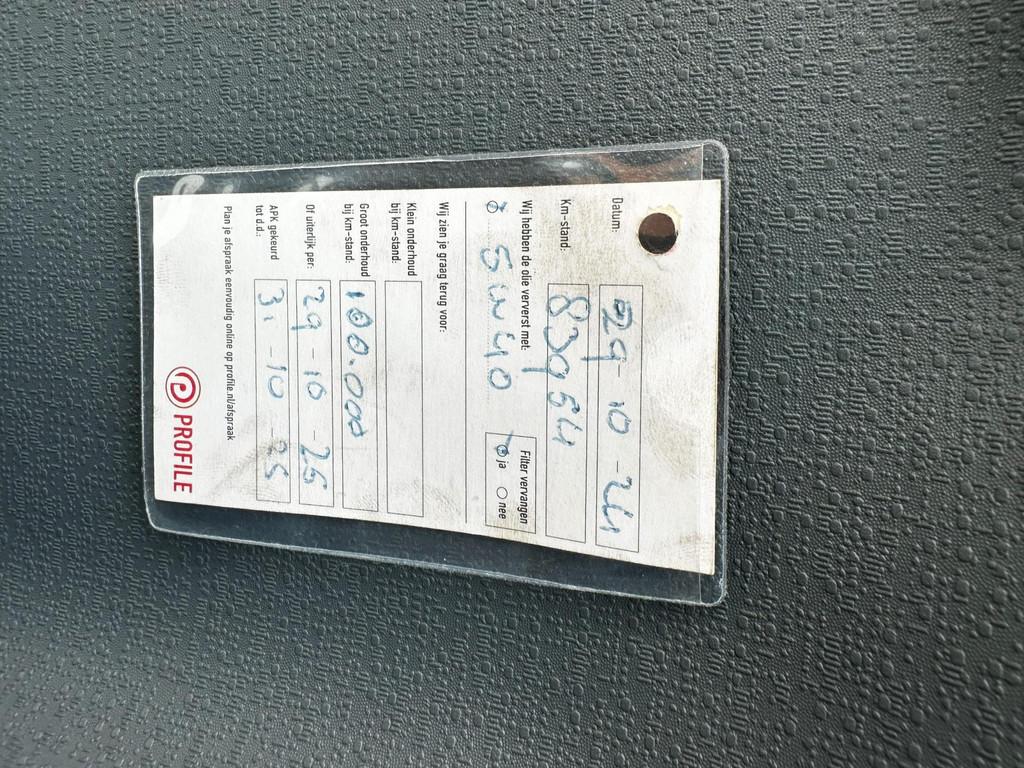 Datum: 29-10-24
Km-stand: 83954
Wij hebben de olie ververst met: Filter vervangen
5w40 ja nee
Wij zien je graag terug voor:
Klein onderhoud
bij km-stand:
Groot onderhoud
bij km-stand: 100.000
Of uiterlijk per: 29-10-25
APK gekeurd
tot d.d.: 31-10-25
Plan je afspraak eenvoudig online op profile.nl/afspraak
PROFILE